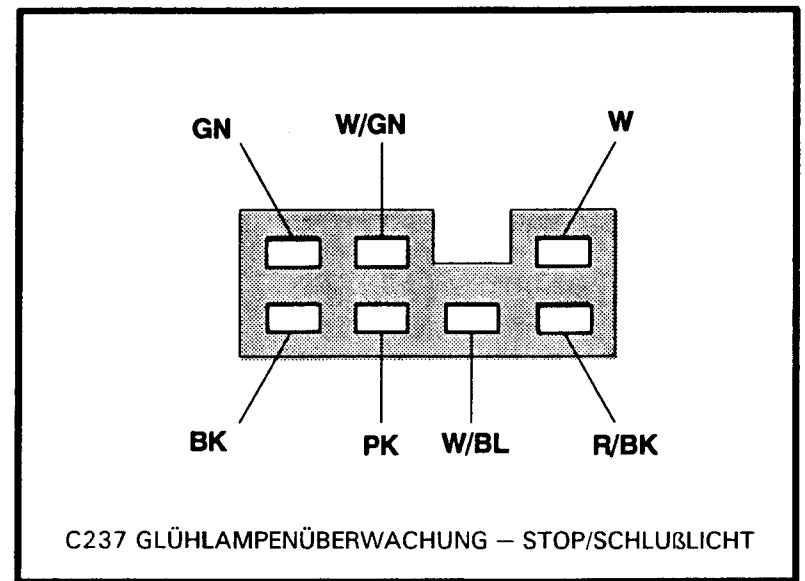 GN W/GN W
BK PK W/BL R/BK
C237 GLÜHLAMPENÜBERWACHUNG — STOP/SCHLUßLICHT